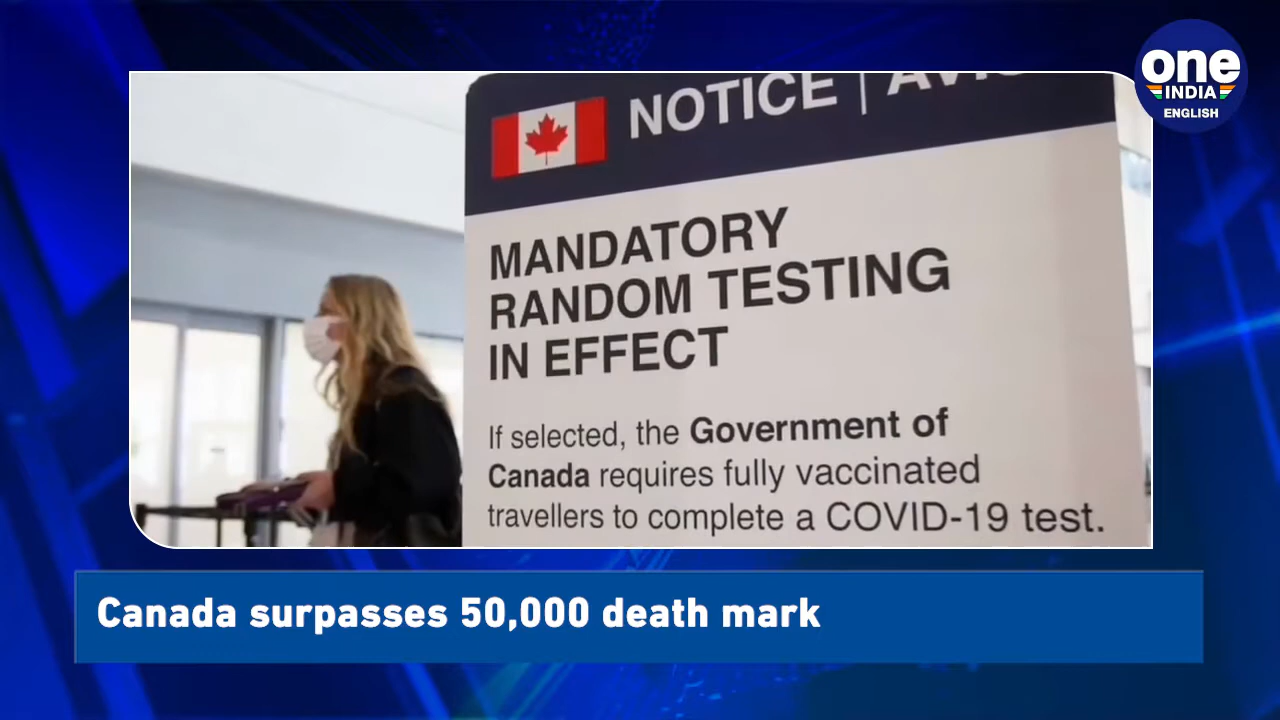 one
INDIA
ENGLISH
NOTICE |
MANDATORY
RANDOM TESTING
IN EFFECT
If selected, the Government of
Canada requires fully vaccinated
travellers to complete a COVID-19 test.
Canada surpasses 50,000 death mark